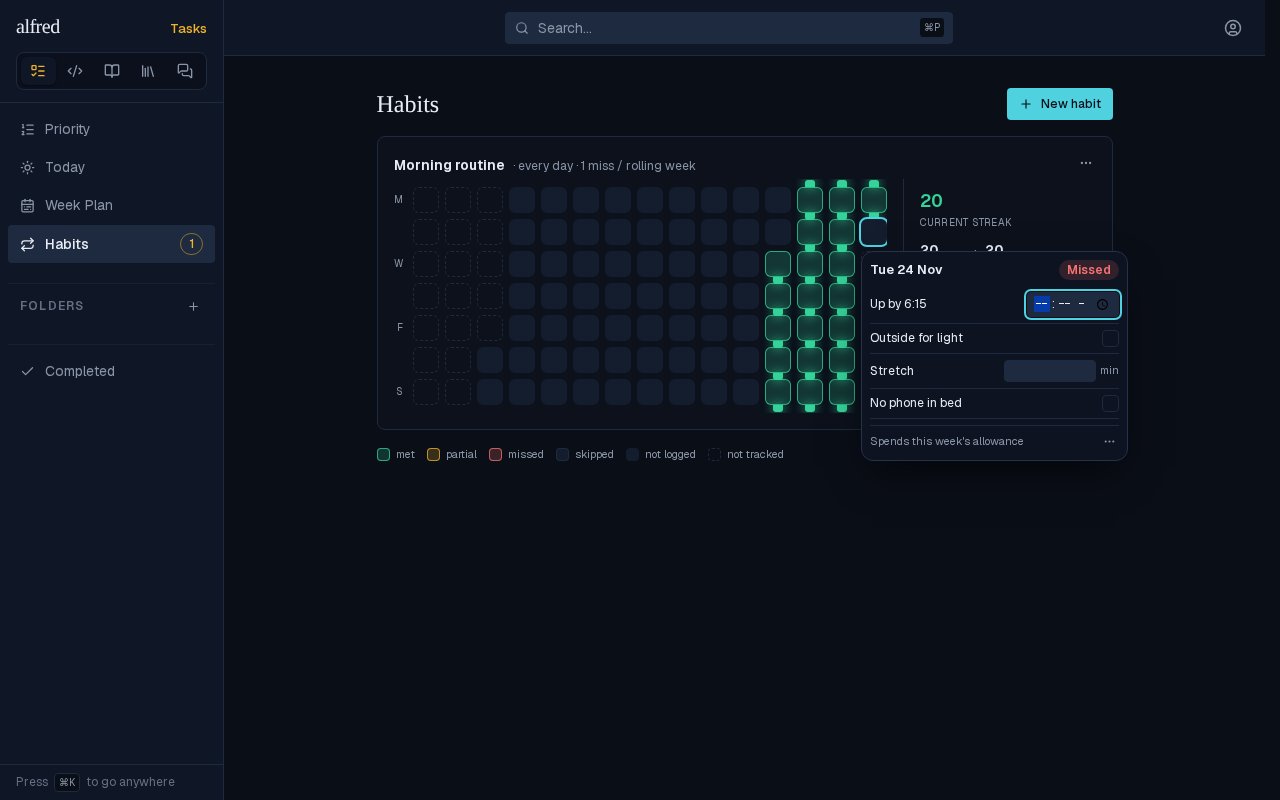 alfred
Tasks
Search...
⌘P
Priority
Today
Week Plan
Habits
1
FOLDERS
Completed
Press ⌘K to go anywhere
Habits
New habit
Morning routine · every day · 1 miss / rolling week
M
W
F
S
20
CURRENT STREAK
Tue 24 Nov
Missed
Up by 6:15
--:-- -
Outside for light
Stretch
min
No phone in bed
Spends this week's allowance
met
partial
missed
skipped
not logged
not tracked